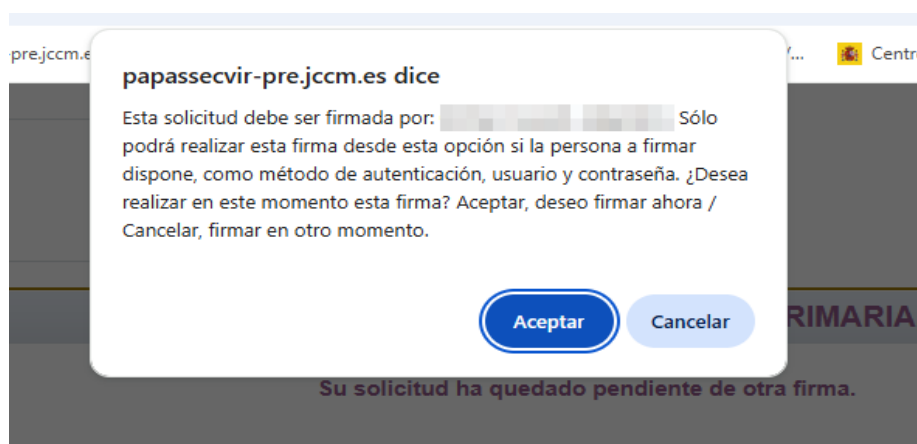 -pre.jccm.e
/...
Centr
papassecvir-pre.jccm.es dice
Esta solicitud debe ser firmada por: Sólo
podrá realizar esta firma desde esta opción si la persona a firmar
dispone, como método de autenticación, usuario y contraseña. ¿Desea
realizar en este momento esta firma? Aceptar, deseo firmar ahora /
Cancelar, firmar en otro momento.
Aceptar Cancelar
RIMARIA
Su solicitud ha quedado pendiente de otra firma.